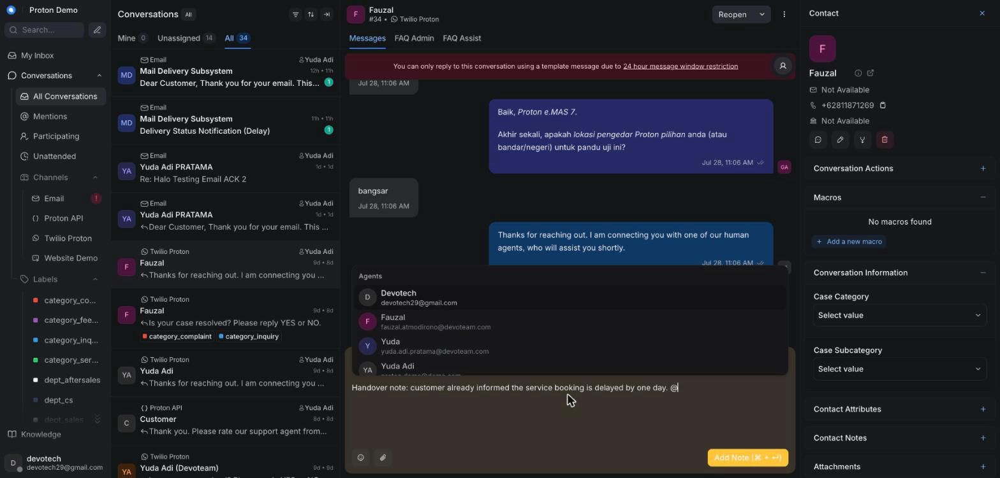 Proton Demo
Search...
My Inbox
Conversations
All Conversations
Mentions
Participating
Unattended
Channels
Email
!
Proton API
Twilio Proton
Website Demo
Labels
category_co...
category_fee...
category_inq...
category_ser...
dept_aftersales
dept_cs
dept_sales
Knowledge
D
devotech
devotech29@gmail.com
Conversations All
Mine 0 Unassigned 14 All 34
Email Yuda Adi
MD Mail Delivery Subsystem 12h • 11h
Dear Customer, Thank you for your email. This... 1
Email
MD Mail Delivery Subsystem 11h • 11h
Delivery Status Notification (Delay) 1
Email Yuda Adi
YA Yuda Adi PRATAMA 1d • 1d
Re: Halo Testing Email ACK 2
Email Yuda Adi
YA Yuda Adi PRATAMA 1d • 1d
Dear Customer, Thank you for your email. This ...
Twilio Proton Yuda Adi
F Fauzal 9d • 8d
Thanks for reaching out. I am connecting you ...
Twilio Proton
F Fauzal 9d • 8d
Is your case resolved? Please reply YES or NO.
category_complaint category_inquiry
Twilio Proton Yuda Adi
YA Yuda Adi 9d • 8d
Thanks for reaching out. I am connecting you ...
Proton API Yuda Adi
C Customer 8d • 8d
Thank you. Please rate our support agent from...
Twilio Proton
YA Yuda Adi (Devoteam) 9d • 9d
F Fauzal
#34 • Twilio Proton
Reopen
Messages FAQ Admin FAQ Assist
You can only reply to this conversation using a template message due to 24 hour message window restriction
Jul 28, 11:06 AM
Baik, Proton e.MAS 7.
Akhir sekali, apakah lokasi pengedar Proton pilihan anda (atau
bandar/negeri) untuk pandu uji ini?
Jul 28, 11:06 AM
GA
bangsar
Jul 28, 11:06 AM
Thanks for reaching out. I am connecting you with one of our human
agents, who will assist you shortly.
Jul 28, 11:06 AM
Agents
D Devotech
devotech29@gmail.com
F Fauzal
fauzal.atmodirono@devoteam.com
Y Yuda
yuda.adi.pratama@devoteam.com
YA Yuda Adi
Handover note: customer already informed the service booking is delayed by one day. @
Add Note (⌘ + ↵)
Contact
F
Fauzal
Not Available
+62811871269
Not Available
Conversation Actions +
Macros −
No macros found
+ Add a new macro
Conversation Information −
Case Category
Select value
Case Subcategory
Select value
Contact Attributes +
Contact Notes +
Attachments +